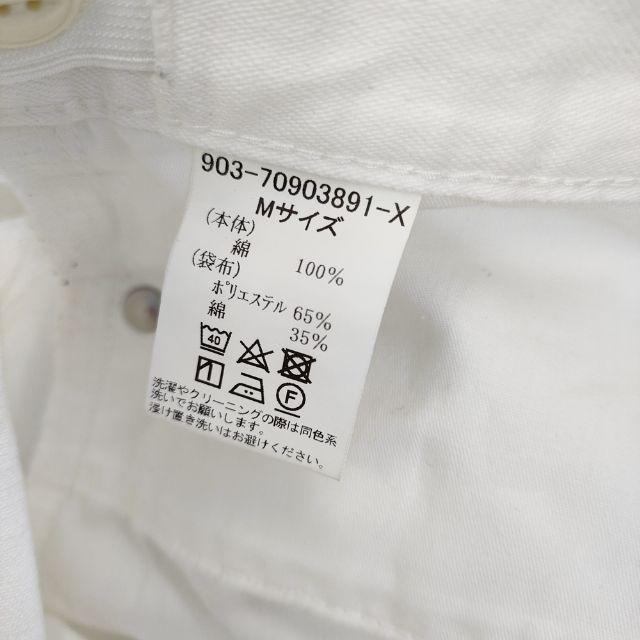 903-70903891-X
Mサイズ
(本体)
綿 100%
(袋布)
ポリエステル 65%
綿 35%
40
F
洗濯やクリーニングの際は同色系
洗いでお願いします。
浸け置き洗いはお避けください。